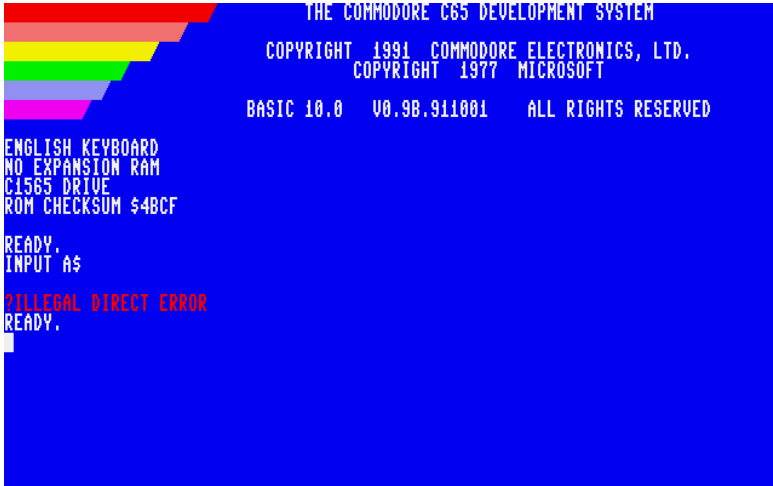 THE COMMODORE C65 DEVELOPMENT SYSTEM
COPYRIGHT 1991 COMMODORE ELECTRONICS, LTD.
COPYRIGHT 1977 MICROSOFT
BASIC 10.0 V0.9B.911001 ALL RIGHTS RESERVED
ENGLISH KEYBOARD
NO EXPANSION RAM
C1565 DRIVE
ROM CHECKSUM $4BCF
READY.
INPUT A$
?ILLEGAL DIRECT ERROR
READY.